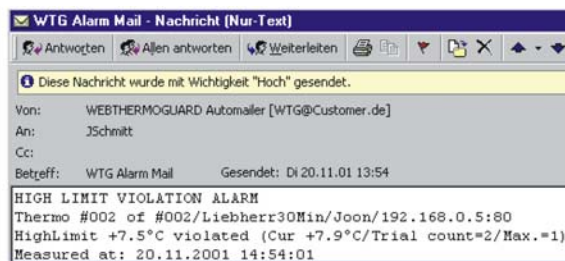 WTG Alarm Mail - Nachricht (Nur-Text)
Antworten Allen antworten Weiterleiten
Diese Nachricht wurde mit Wichtigkeit "Hoch" gesendet.
Von: WEBTHERMOGUARD Automailer [WTG@Customer.de]
An: JSchmitt
Cc:
Betreff: WTG Alarm Mail Gesendet: Di 20.11.01 13:54
HIGH LIMIT VIOLATION ALARM
Thermo #002 of #002/Liebherr30Min/Joon/192.168.0.5:80
HighLimit +7.5°C violated (Cur +7.9°C/Trial count=2/Max.=1)
Measured at: 20.11.2001 14:54:01